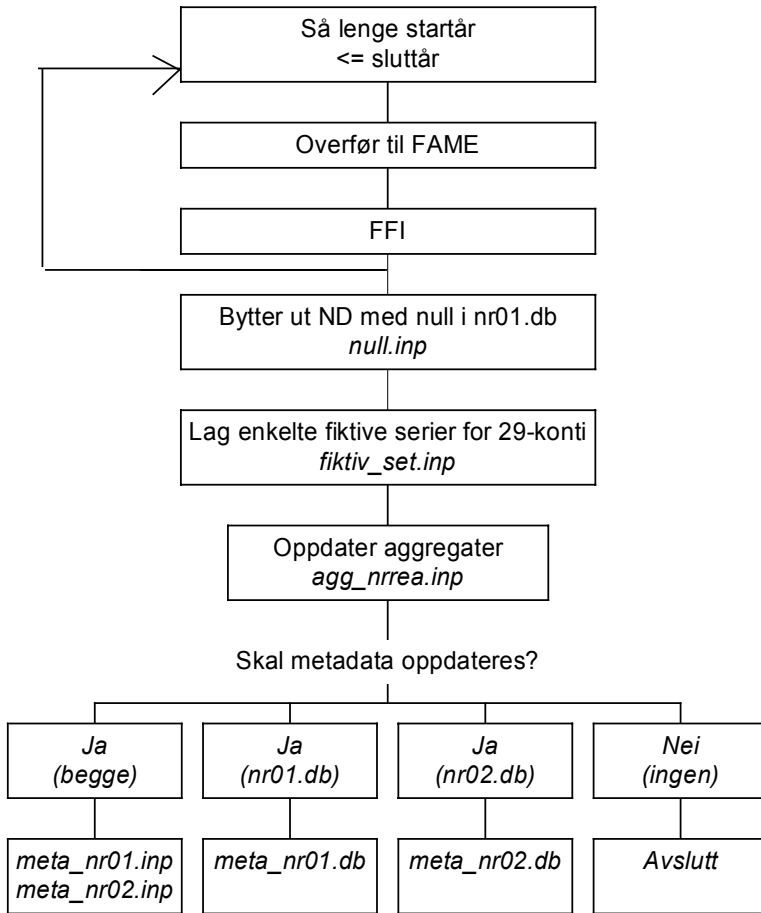 Så lenge startår
<= sluttår
Overfør til FAME
FFI
Bytter ut ND med null i nr01.db
null.inp
Lag enkelte fiktive serier for 29-konti
fiktiv_set.inp
Oppdater aggregater
agg_nrrea.inp
Skal metadata oppdateres?
Ja
(begge)
Ja
(nr01.db)
Ja
(nr02.db)
Nei
(ingen)
meta_nr01.inp
meta_nr02.inp
meta_nr01.db
meta_nr02.db
Avslutt